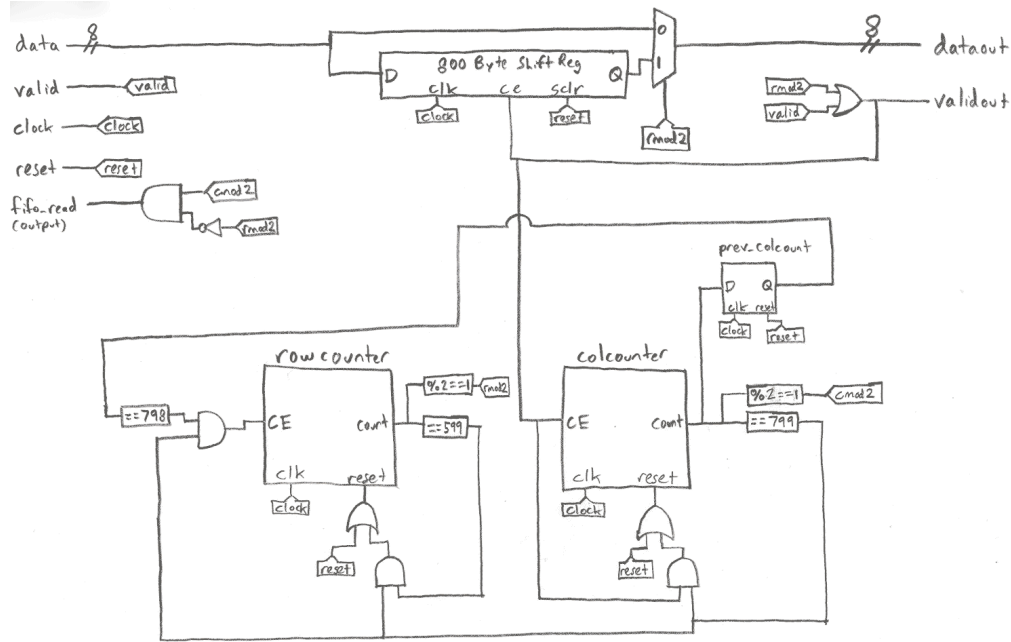 data 8
8 dataout
0
1
800 Byte Shift Reg
D Q
clk ce sclr
clock reset
rmod2
rmod2
valid
validout
valid valid
clock clock
reset reset
fifo_read
(output)
cmod2
rmod2
prev_colcount
D Q
clk reset
clock reset
row counter
CE count
clk reset
clock
reset
==798
%2==1 rmod2
==599
colcounter
CE count
clk reset
clock
reset
%2==1 cmod2
==799